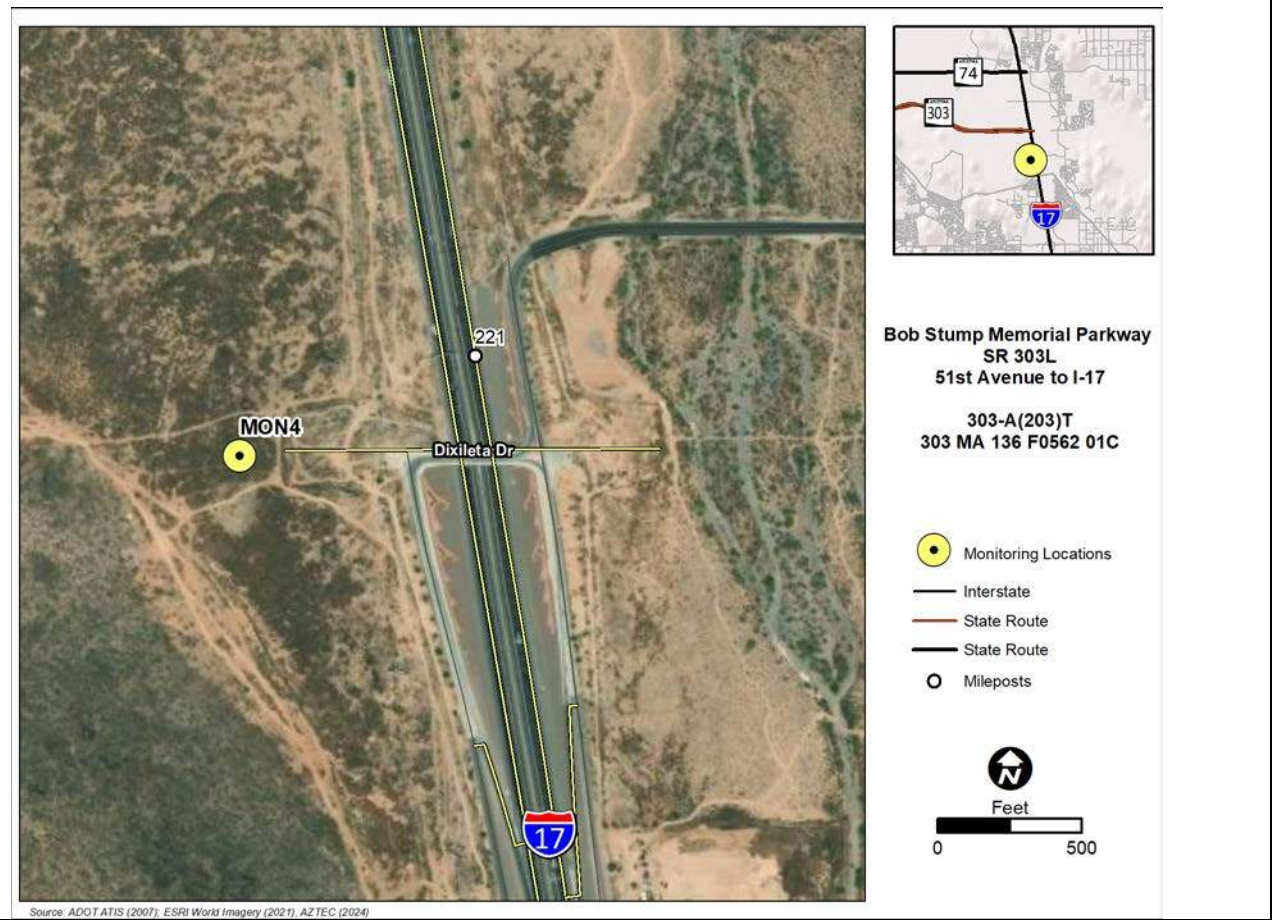 221
MON4
Dixileta Dr
17
Source: ADOT ATIS (2007); ESRI World Imagery (2021), AZTEC (2024)
74
303
17
Bob Stump Memorial Parkway
SR 303L
51st Avenue to I-17
303-A(203)T
303 MA 136 F0562 01C
Monitoring Locations
Interstate
State Route
State Route
Mileposts
N
Feet
0 500